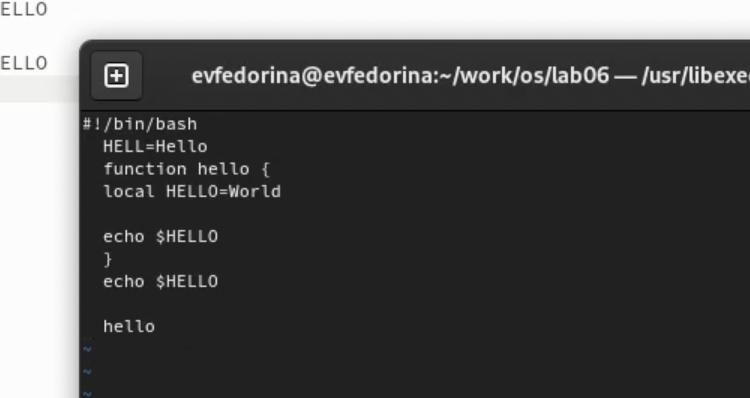 ELLO
ELLO
evfedorina@evfedorina:~/work/os/lab06 — /usr/libexe
#!/bin/bash
HELL=Hello
function hello {
local HELLO=World
echo $HELLO
}
echo $HELLO
hello
~
~
~